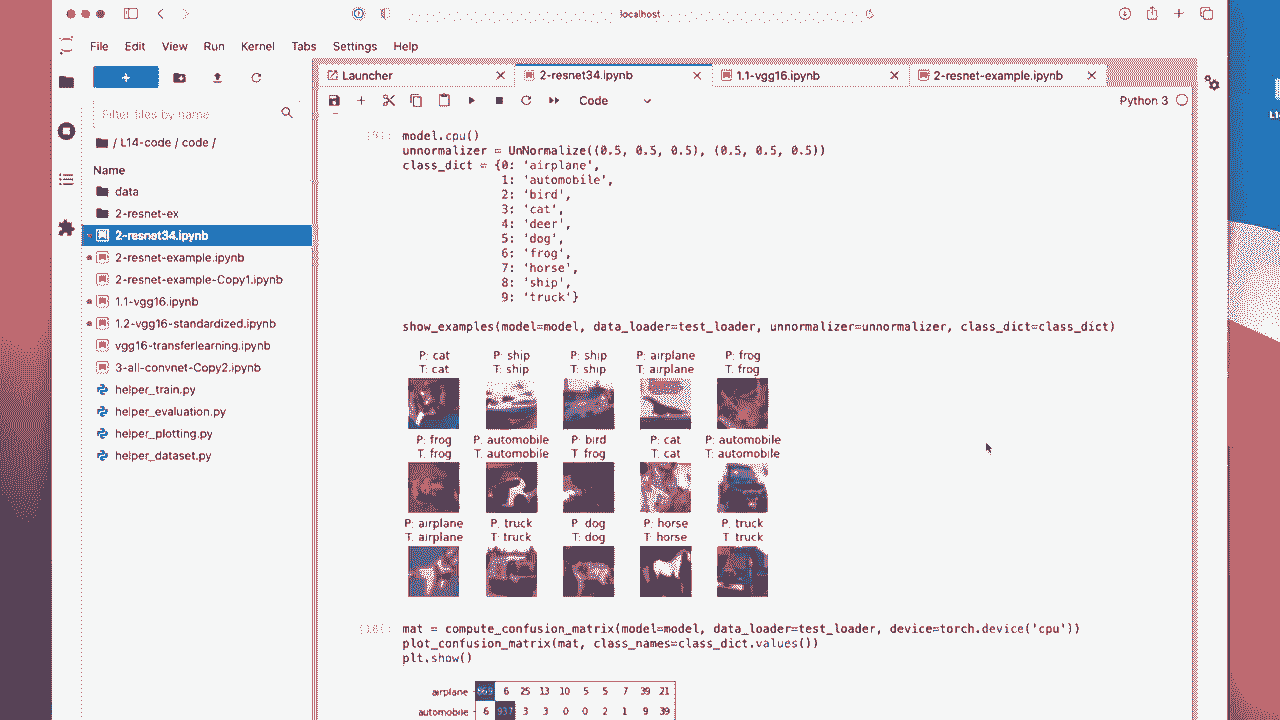 localhost
File Edit View Run Kernel Tabs Settings Help
Launcher
2-resnet34.ipynb
1.1-vgg16.ipynb
2-resnet-example.ipynb
Filter files by name
Code
Python 3
/ L14-code / code /
Name
data
2-resnet-ex
2-resnet34.ipynb
2-resnet-example.ipynb
2-resnet-example-Copy1.ipynb
1.1-vgg16.ipynb
1.2-vgg16-standardized.ipynb
vgg16-transferlearning.ipynb
3-all-convnet-Copy2.ipynb
helper_train.py
helper_evaluation.py
helper_plotting.py
helper_dataset.py
model.cpu()
unnormalizer = UnNormalize((0.5, 0.5, 0.5), (0.5, 0.5, 0.5))
class_dict = {0: 'airplane',
1: 'automobile',
2: 'bird',
3: 'cat',
4: 'deer',
5: 'dog',
6: 'frog',
7: 'horse',
8: 'ship',
9: 'truck'}
show_examples(model=model, data_loader=test_loader, unnormalizer=unnormalizer, class_dict=class_dict)
P: cat P: ship P: ship P: airplane P: frog
T: cat T: ship T: ship T: airplane T: frog
P: frog P: automobile P: bird P: cat P: automobile
T: frog T: automobile T: frog T: cat T: automobile
P: airplane P: truck P: dog P: horse P: truck
T: airplane T: truck T: dog T: horse T: truck
mat = compute_confusion_matrix(model=model, data_loader=test_loader, device=torch.device('cpu'))
plot_confusion_matrix(mat, class_names=class_dict.values())
plt.show()
airplane 6 25 13 10 5 5 7 39 21
automobile 6 937 3 3 0 0 2 1 9 39